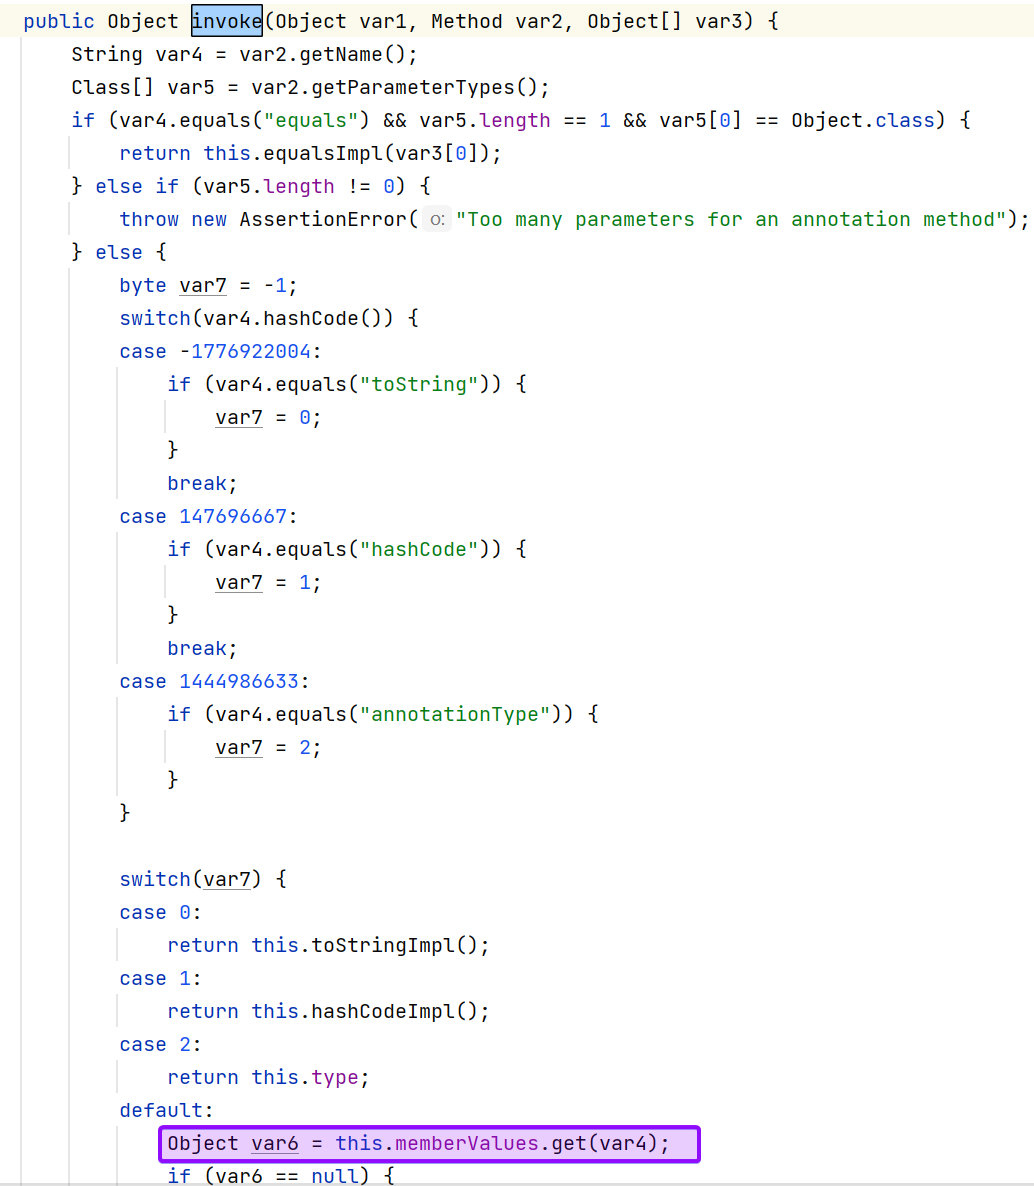 public Object invoke(Object var1, Method var2, Object[] var3) {
String var4 = var2.getName();
Class[] var5 = var2.getParameterTypes();
if (var4.equals("equals") && var5.length == 1 && var5[0] == Object.class) {
return this.equalsImpl(var3[0]);
} else if (var5.length != 0) {
throw new AssertionError( o: "Too many parameters for an annotation method");
} else {
byte var7 = -1;
switch(var4.hashCode()) {
case -1776922004:
if (var4.equals("toString")) {
var7 = 0;
}
break;
case 147696667:
if (var4.equals("hashCode")) {
var7 = 1;
}
break;
case 1444986633:
if (var4.equals("annotationType")) {
var7 = 2;
}
}
switch(var7) {
case 0:
return this.toStringImpl();
case 1:
return this.hashCodeImpl();
case 2:
return this.type;
default:
Object var6 = this.memberValues.get(var4);
if (var6 == null) {